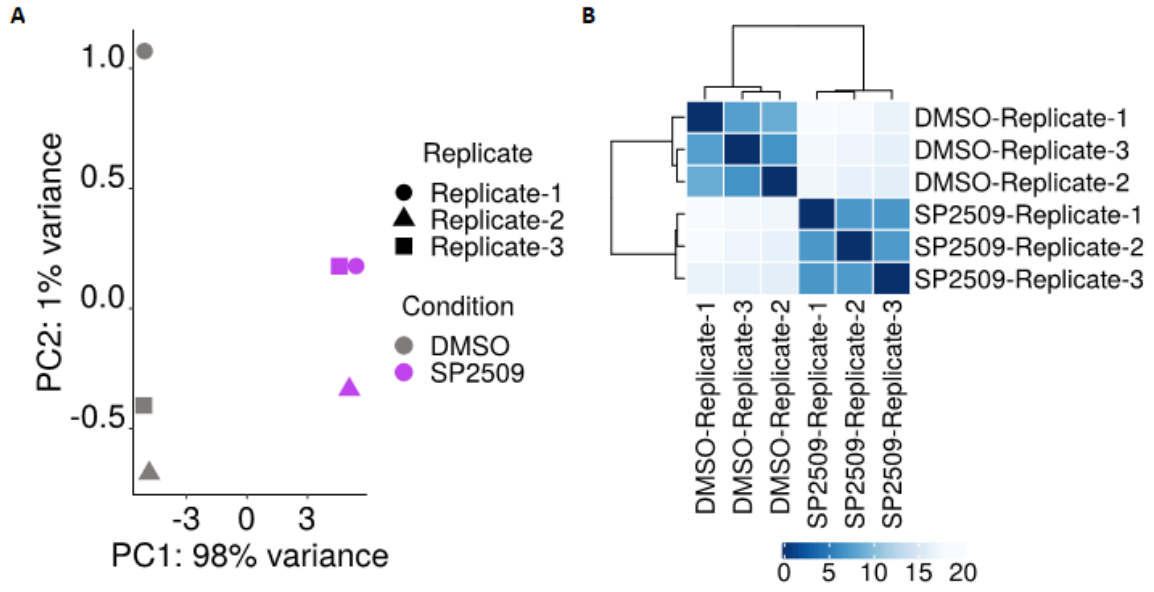 A
1.0
0.5
0.0
-0.5
PC2: 1% variance
-3 0 3
PC1: 98% variance
Replicate
Replicate-1
Replicate-2
Replicate-3
Condition
DMSO
SP2509
B
DMSO-Replicate-1
DMSO-Replicate-3
DMSO-Replicate-2
SP2509-Replicate-1
SP2509-Replicate-2
SP2509-Replicate-3
DMSO-Replicate-1
DMSO-Replicate-3
DMSO-Replicate-2
SP2509-Replicate-1
SP2509-Replicate-2
SP2509-Replicate-3
0 5 10 15 20